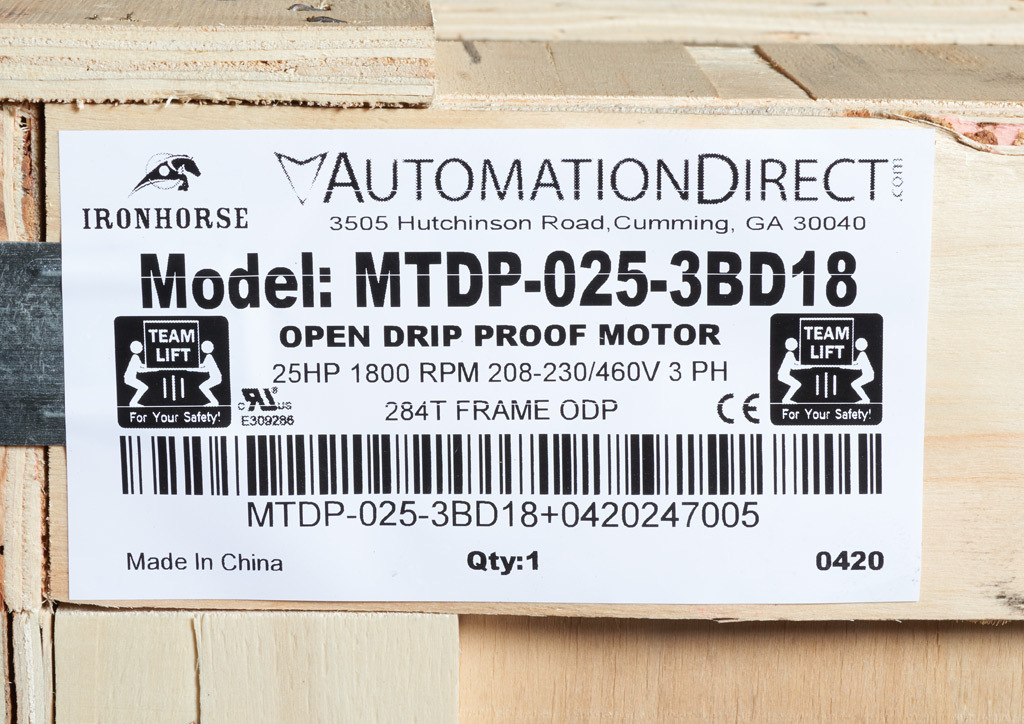 IRONHORSE
AUTOMATIONDIRECT.com
3505 Hutchinson Road,Cumming, GA 30040
Model: MTDP-025-3BD18
OPEN DRIP PROOF MOTOR
25HP 1800 RPM 208-230/460V 3 PH
284T FRAME ODP
TEAM
LIFT
For Your Safety!
c RU US
E309286
CE
TEAM
LIFT
For Your Safety!
MTDP-025-3BD18+0420247005
Made In China
Qty:1
0420